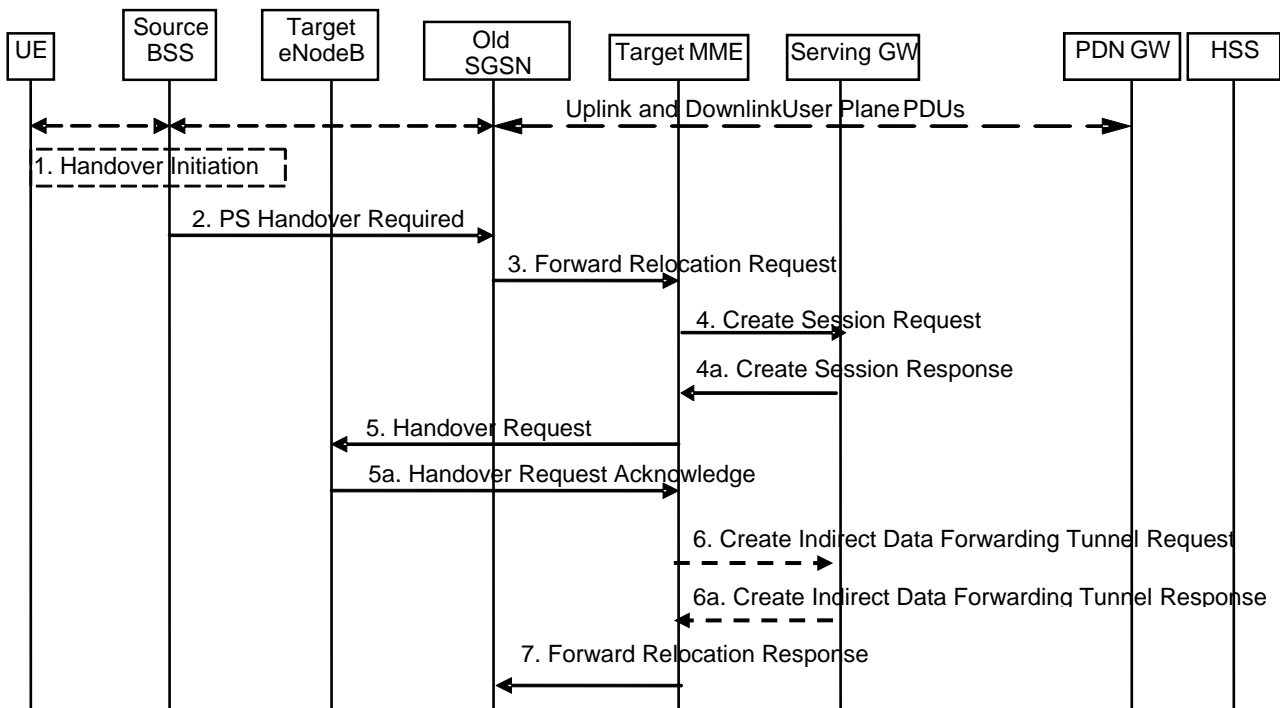 UE
Source
BSS
Target
eNodeB
Old
SGSN
Target MME
Serving GW
PDN GW
HSS
Uplink and DownlinkUser Plane PDUs
1. Handover Initiation
2. PS Handover Required
3. Forward Relocation Request
4. Create Session Request
4a. Create Session Response
5. Handover Request
5a. Handover Request Acknowledge
6. Create Indirect Data Forwarding Tunnel Request
6a. Create Indirect Data Forwarding Tunnel Response
7. Forward Relocation Response